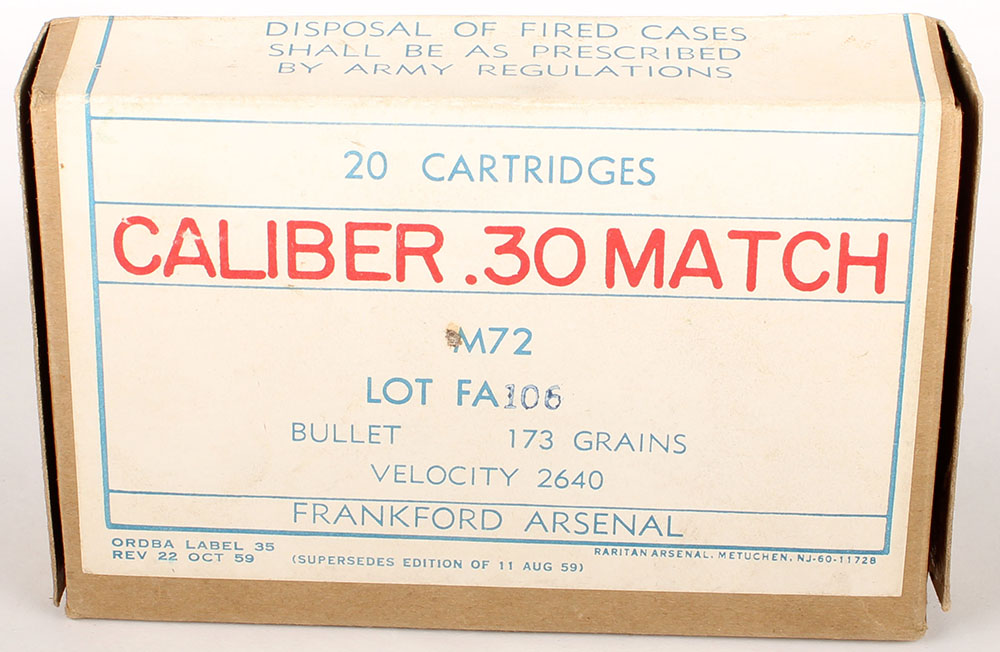 DISPOSAL OF FIRED CASES
SHALL BE AS PRESCRIBED
BY ARMY REGULATIONS
20 CARTRIDGES
CALIBER .30 MATCH
M72
LOT FA 106
BULLET 173 GRAINS
VELOCITY 2640
FRANKFORD ARSENAL
ORDBA LABEL 35
REV 22 OCT 59
(SUPERSEDES EDITION OF 11 AUG 59)
RARITAN ARSENAL, METUCHEN, NJ-60-11728